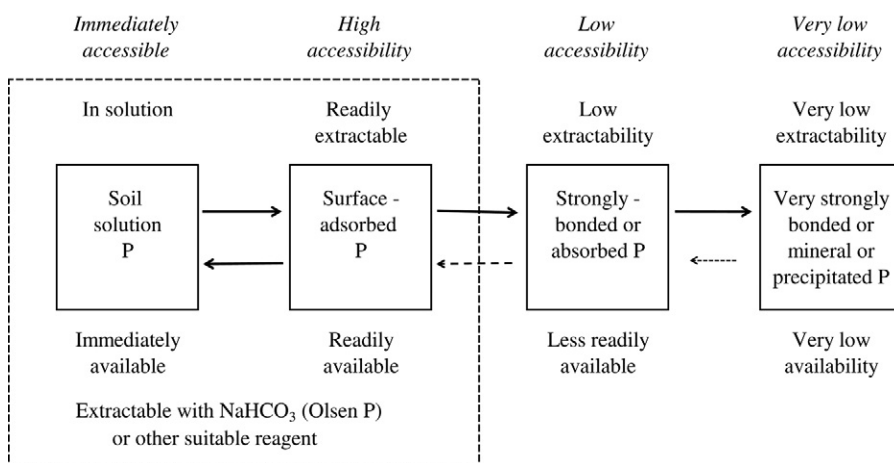 Immediately
accessible
High
accessibility
Low
accessibility
Very low
accessibility
In solution
Readily
extractable
Low
extractability
Very low
extractability
Soil
solution
P
Surface -
adsorbed
P
Strongly -
bonded or
absorbed P
Very strongly
bonded or
mineral or
precipitated P
Immediately
available
Readily
available
Less readily
available
Very low
availability
Extractable with NaHCO₃ (Olsen P)
or other suitable reagent